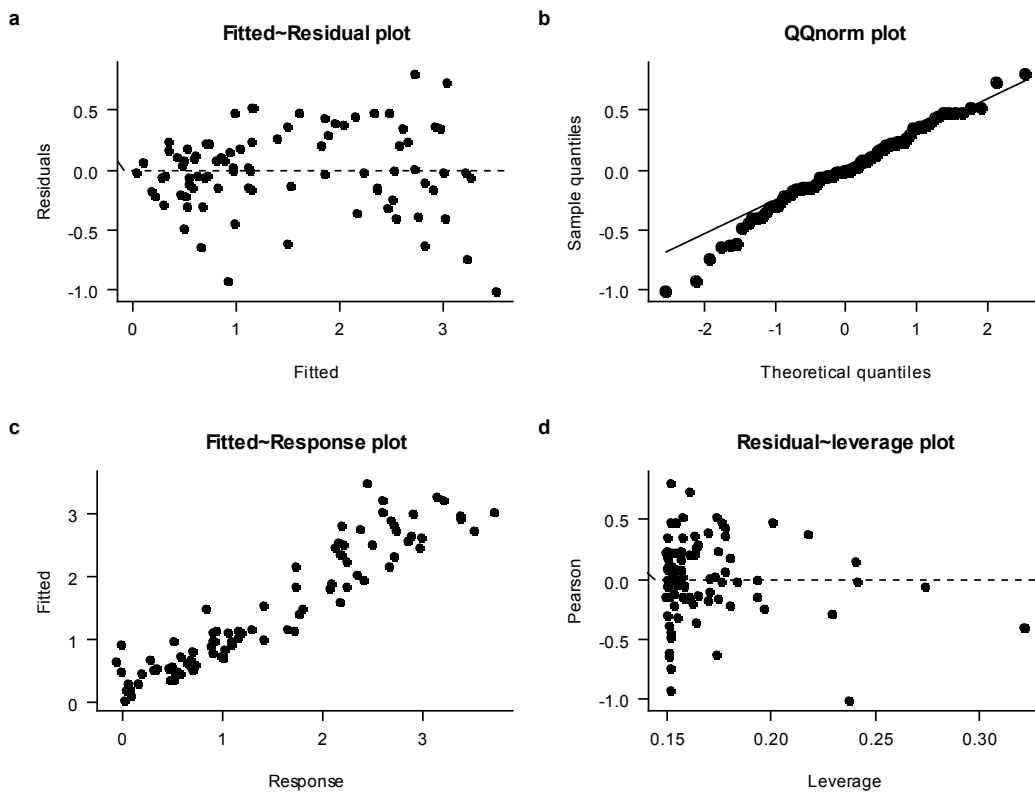 a
Fitted~Residual plot
Residuals
0.5
0.0
-0.5
-1.0
0 1 2 3
Fitted
b
QQnorm plot
Sample quantiles
0.5
0.0
-0.5
-1.0
-2 -1 0 1 2
Theoretical quantiles
c
Fitted~Response plot
Fitted
3
2
1
0
0 1 2 3
Response
d
Residual~leverage plot
Pearson
0.5
0.0
-0.5
-1.0
0.15 0.20 0.25 0.30
Leverage